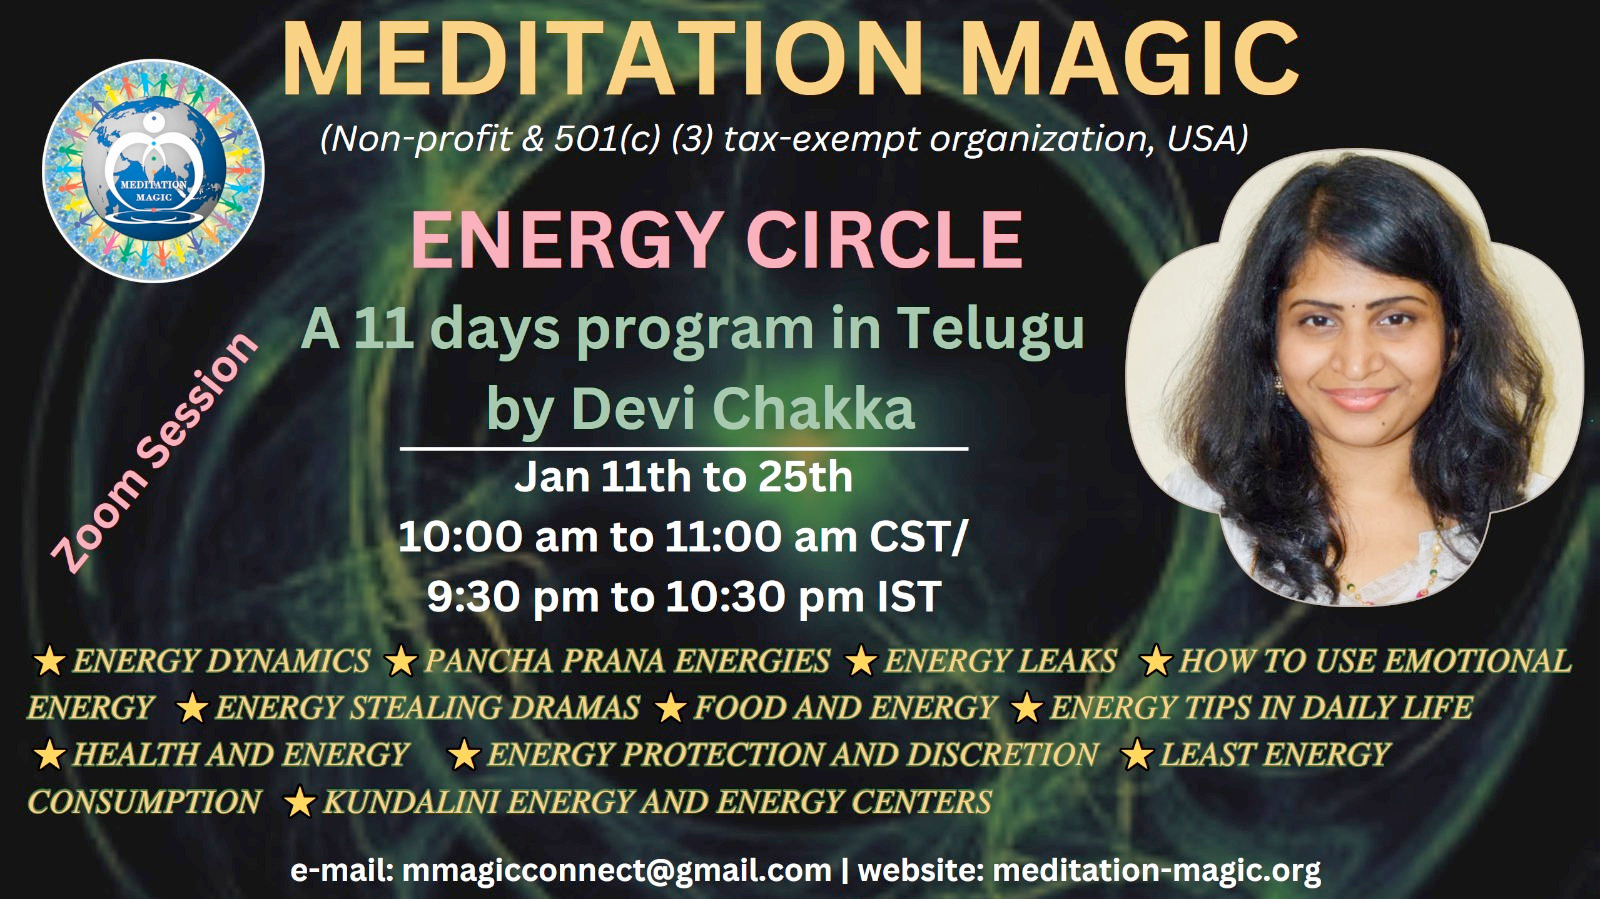 MEDITATION MAGIC
(Non-profit & 501(c) (3) tax-exempt organization, USA)
MEDITATION
MAGIC
ENERGY CIRCLE
A 11 days program in Telugu
by Devi Chakka
Zoom Session
Jan 11th to 25th
10:00 am to 11:00 am CST/
9:30 pm to 10:30 pm IST
★ ENERGY DYNAMICS ★ PANCHA PRANA ENERGIES ★ ENERGY LEAKS ★ HOW TO USE EMOTIONAL
ENERGY ★ ENERGY STEALING DRAMAS ★ FOOD AND ENERGY ★ ENERGY TIPS IN DAILY LIFE
★ HEALTH AND ENERGY ★ ENERGY PROTECTION AND DISCRETION ★ LEAST ENERGY
CONSUMPTION ★ KUNDALINI ENERGY AND ENERGY CENTERS
e-mail: mmagicconnect@gmail.com | website: meditation-magic.org